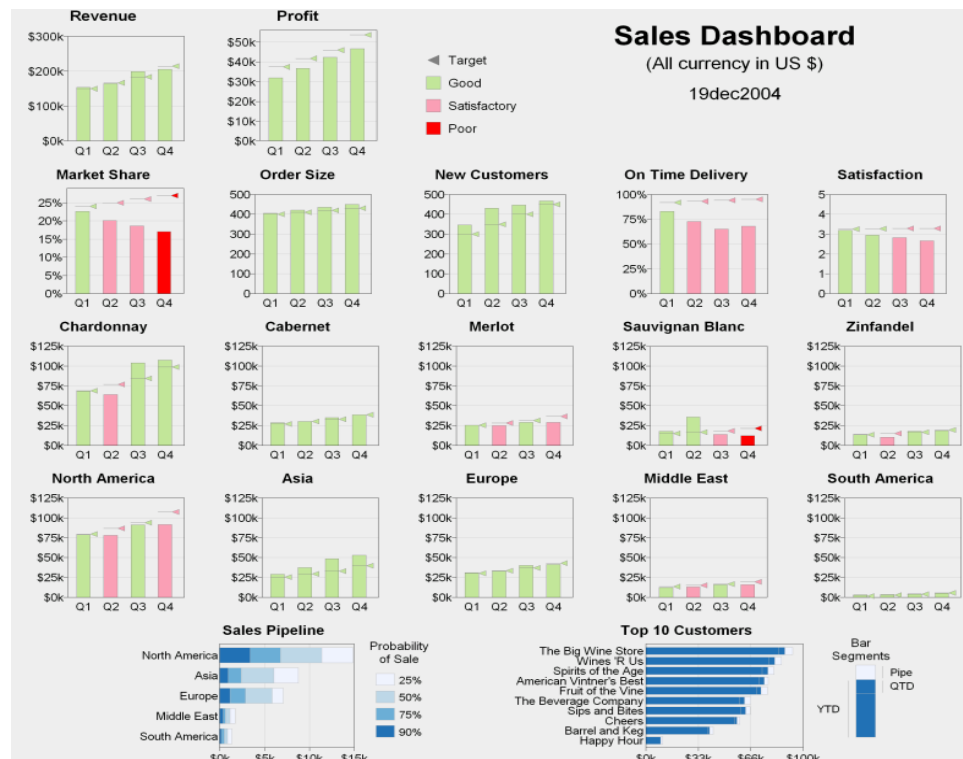 Revenue
$300k
$200k
$100k
$0k
Q1 Q2 Q3 Q4
Profit
$50k
$40k
$30k
$20k
$10k
$0k
Q1 Q2 Q3 Q4
Target
Good
Satisfactory
Poor
Sales Dashboard
(All currency in US $)
19dec2004
Market Share
25%
20%
15%
10%
5%
0%
Q1 Q2 Q3 Q4
Order Size
500
400
300
200
100
0
Q1 Q2 Q3 Q4
New Customers
500
400
300
200
100
0
Q1 Q2 Q3 Q4
On Time Delivery
100%
75%
50%
25%
0%
Q1 Q2 Q3 Q4
Satisfaction
5
4
3
2
1
0
Q1 Q2 Q3 Q4
Chardonnay
$125k
$100k
$75k
$50k
$25k
$0k
Q1 Q2 Q3 Q4
Cabernet
$125k
$100k
$75k
$50k
$25k
$0k
Q1 Q2 Q3 Q4
Merlot
$125k
$100k
$75k
$50k
$25k
$0k
Q1 Q2 Q3 Q4
Sauvignan Blanc
$125k
$100k
$75k
$50k
$25k
$0k
Q1 Q2 Q3 Q4
Zinfandel
$125k
$100k
$75k
$50k
$25k
$0k
Q1 Q2 Q3 Q4
North America
$125k
$100k
$75k
$50k
$25k
$0k
Q1 Q2 Q3 Q4
Asia
$125k
$100k
$75k
$50k
$25k
$0k
Q1 Q2 Q3 Q4
Europe
$125k
$100k
$75k
$50k
$25k
$0k
Q1 Q2 Q3 Q4
Middle East
$125k
$100k
$75k
$50k
$25k
$0k
Q1 Q2 Q3 Q4
South America
$125k
$100k
$75k
$50k
$25k
$0k
Q1 Q2 Q3 Q4
Sales Pipeline
North America
Asia
Europe
Middle East
South America
$0k $5k $10k $15k
Probability
of Sale
25%
50%
75%
90%
Top 10 Customers
The Big Wine Store
Wines 'R Us
Spirits of the Age
American Vintner's Best
Fruit of the Vine
The Beverage Company
Sips and Bites
Cheers
Barrel and Keg
Happy Hour
$0k $33k $66k $100k
Bar
Segments
Pipe
QTD
YTD